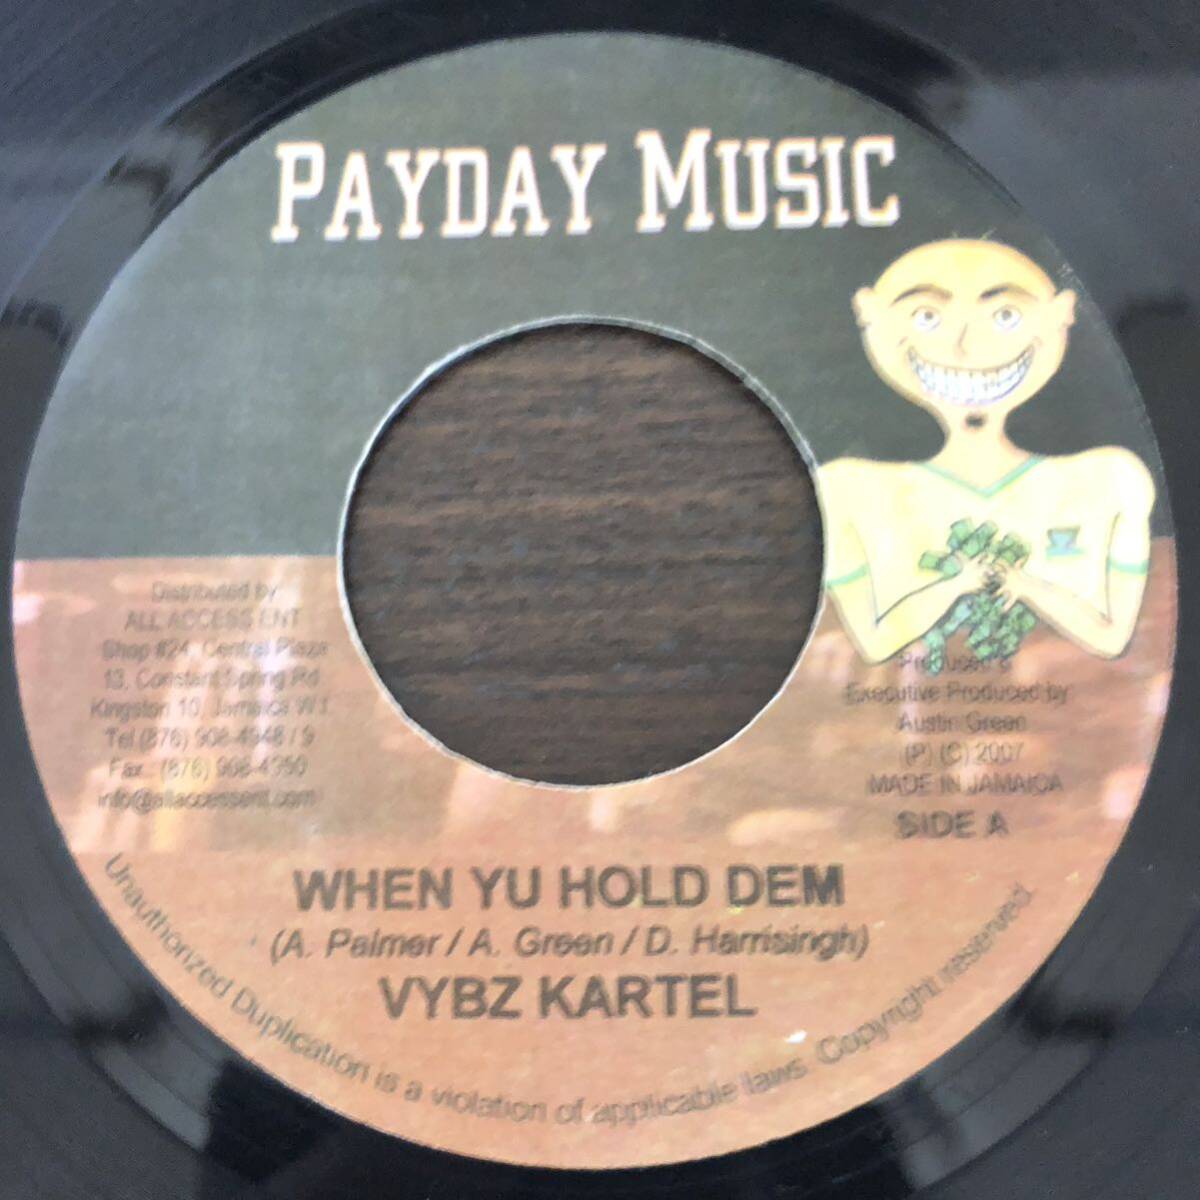 PAYDAY MUSIC
Distributed by:
ALL ACCESS ENT
Shop #24, Central Plaza
13, Constant Spring Rd
Kingston 10, Jamaica W.I.
Tel (876) 908-4948 / 9
Fax.: (876) 908-4950
info@allaccessent.com
Produced &
Executive Produced by
Austin Green
(P) (C) 2007
MADE IN JAMAICA
SIDE A
WHEN YU HOLD DEM
(A. Palmer / A. Green / D. Harrisingh)
VYBZ KARTEL
Unauthorized Duplication is a violation of applicable laws. Copyright reserved.